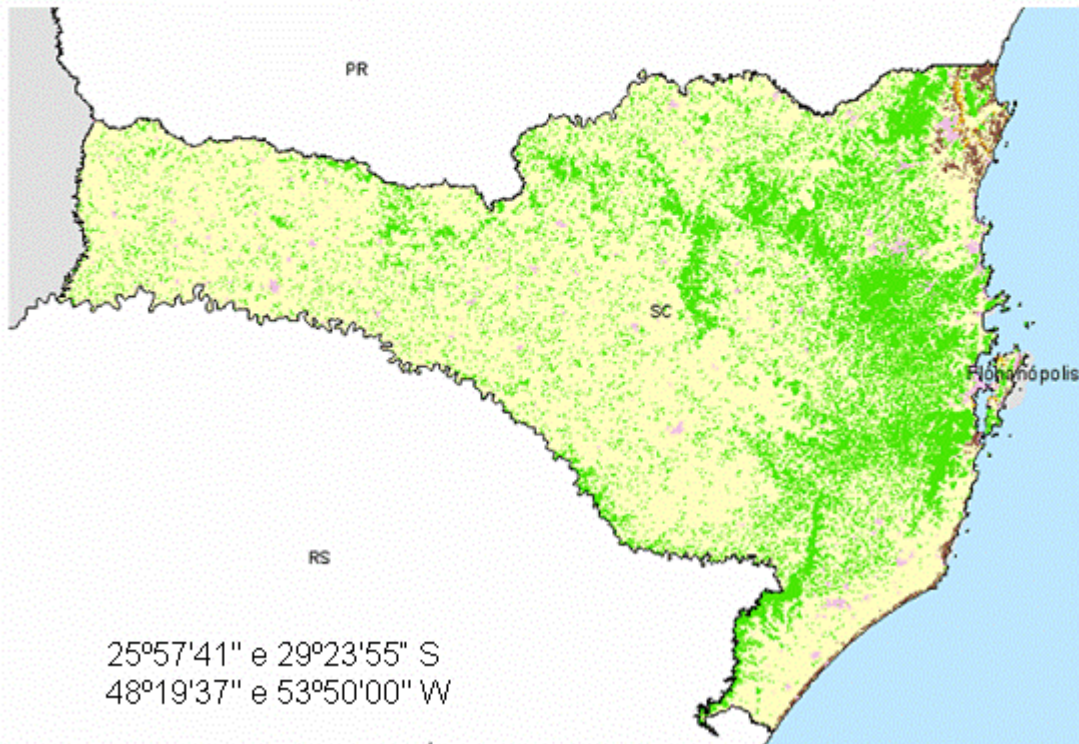 PR
SC
Florianópolis
RS
25º57'41" e 29º23'55" S
48º19'37" e 53º50'00" W